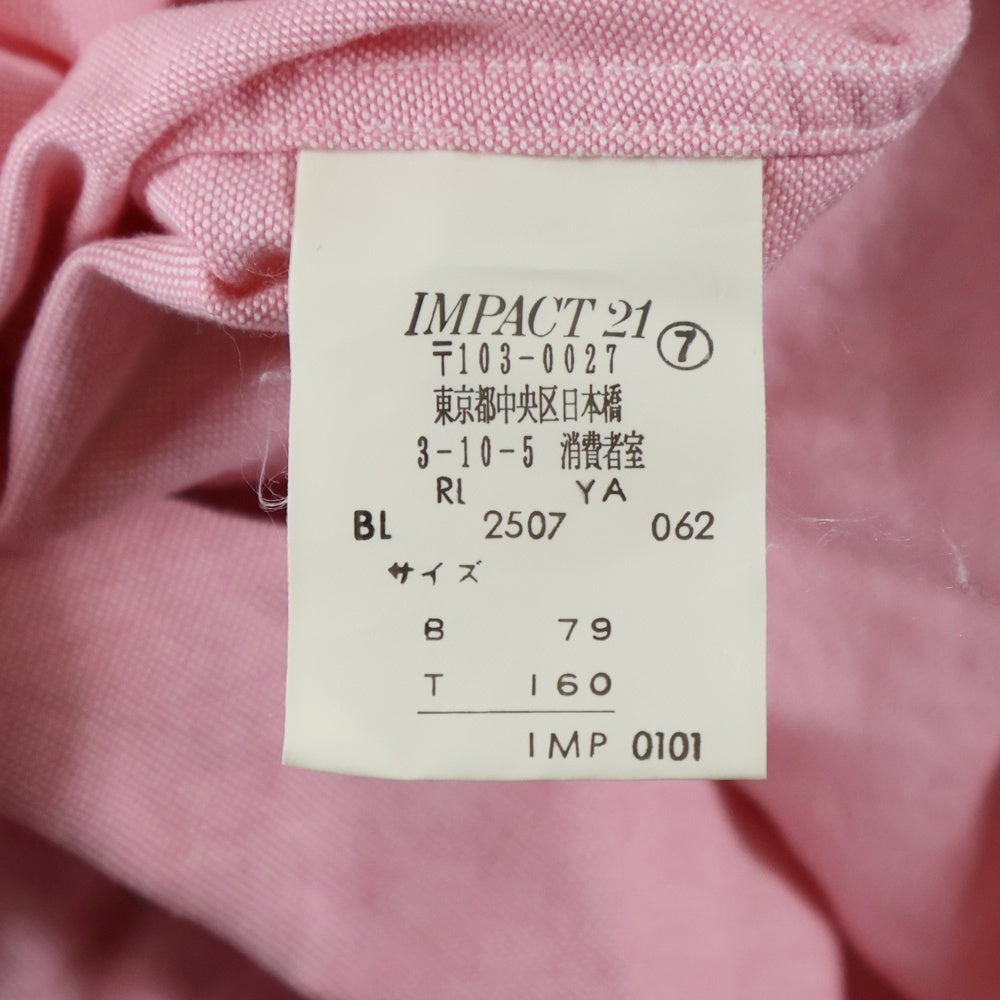 IMPACT 21 ⑦
〒103-0027
東京都中央区日本橋
3-10-5 消費者室
RL YA
BL 2507 062
サイズ
B 79
T 160
IMP 0101